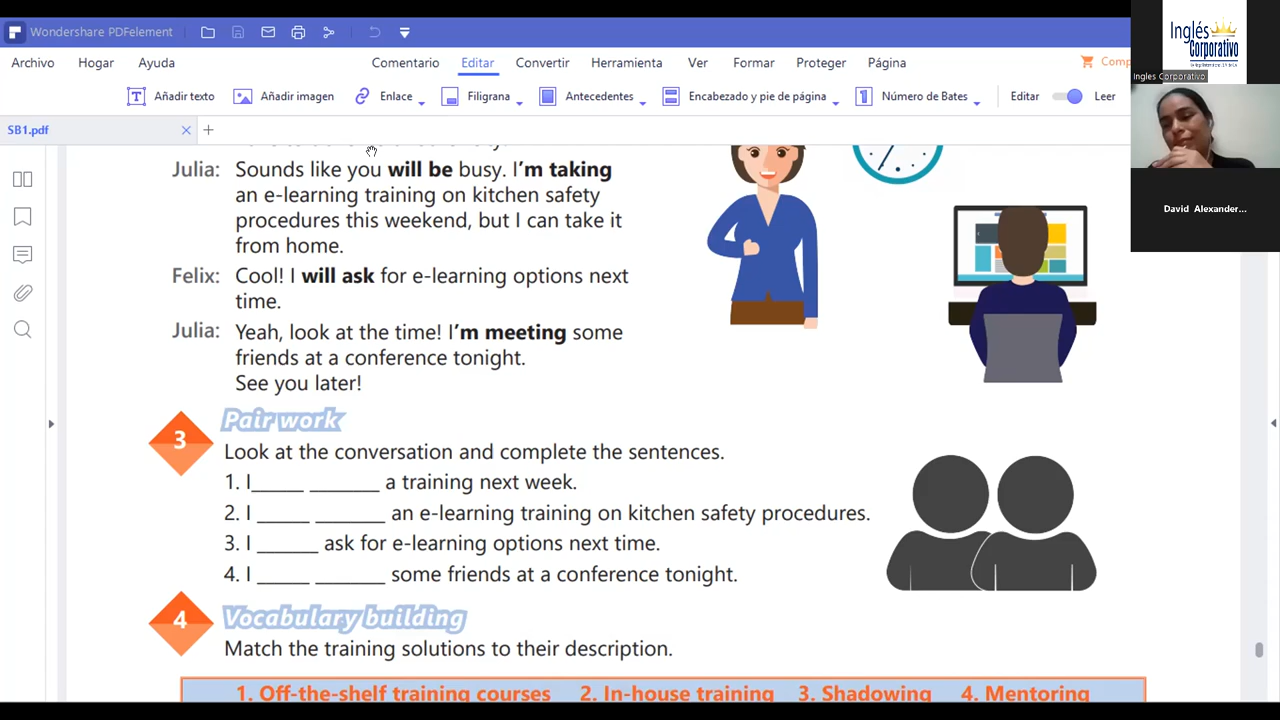 Wondershare PDFelement
Archivo Hogar Ayuda Comentario Editar Convertir Herramienta Ver Formar Proteger Página
Añadir texto Añadir imagen Enlace Filigrana Antecedentes Encabezado y pie de página Número de Bates Editar Leer
SB1.pdf
Inglés
Corporativo
Ingles Corporativo
David Alexander...
Julia: Sounds like you will be busy. I'm taking
an e-learning training on kitchen safety
procedures this weekend, but I can take it
from home.
Felix: Cool! I will ask for e-learning options next
time.
Julia: Yeah, look at the time! I'm meeting some
friends at a conference tonight.
See you later!
3 Pair work
Look at the conversation and complete the sentences.
1. I_____ _______ a training next week.
2. I _____ _______ an e-learning training on kitchen safety procedures.
3. I ______ ask for e-learning options next time.
4. I _____ _______ some friends at a conference tonight.
4 Vocabulary building
Match the training solutions to their description.
1. Off-the-shelf training courses 2. In-house training 3. Shadowing 4. Mentoring